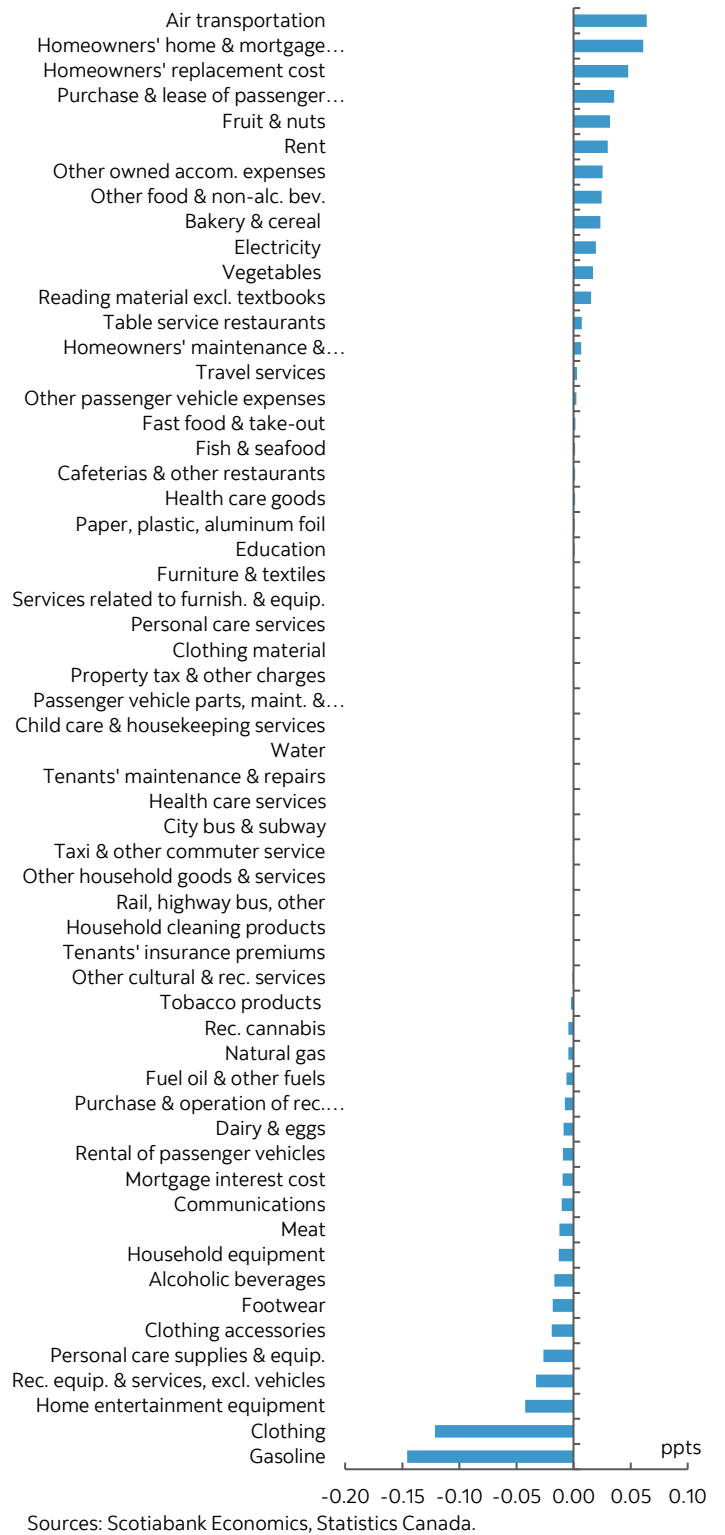 Air transportation
Homeowners' home & mortgage…
Homeowners' replacement cost
Purchase & lease of passenger…
Fruit & nuts
Rent
Other owned accom. expenses
Other food & non-alc. bev.
Bakery & cereal
Electricity
Vegetables
Reading material excl. textbooks
Table service restaurants
Homeowners' maintenance &…
Travel services
Other passenger vehicle expenses
Fast food & take-out
Fish & seafood
Cafeterias & other restaurants
Health care goods
Paper, plastic, aluminum foil
Education
Furniture & textiles
Services related to furnish. & equip.
Personal care services
Clothing material
Property tax & other charges
Passenger vehicle parts, maint. &…
Child care & housekeeping services
Water
Tenants' maintenance & repairs
Health care services
City bus & subway
Taxi & other commuter service
Other household goods & services
Rail, highway bus, other
Household cleaning products
Tenants' insurance premiums
Other cultural & rec. services
Tobacco products
Rec. cannabis
Natural gas
Fuel oil & other fuels
Purchase & operation of rec.…
Dairy & eggs
Rental of passenger vehicles
Mortgage interest cost
Communications
Meat
Household equipment
Alcoholic beverages
Footwear
Clothing accessories
Personal care supplies & equip.
Rec. equip. & services, excl. vehicles
Home entertainment equipment
Clothing
Gasoline
ppts
-0.20 -0.15 -0.10 -0.05 0.00 0.05 0.10
Sources: Scotiabank Economics, Statistics Canada.